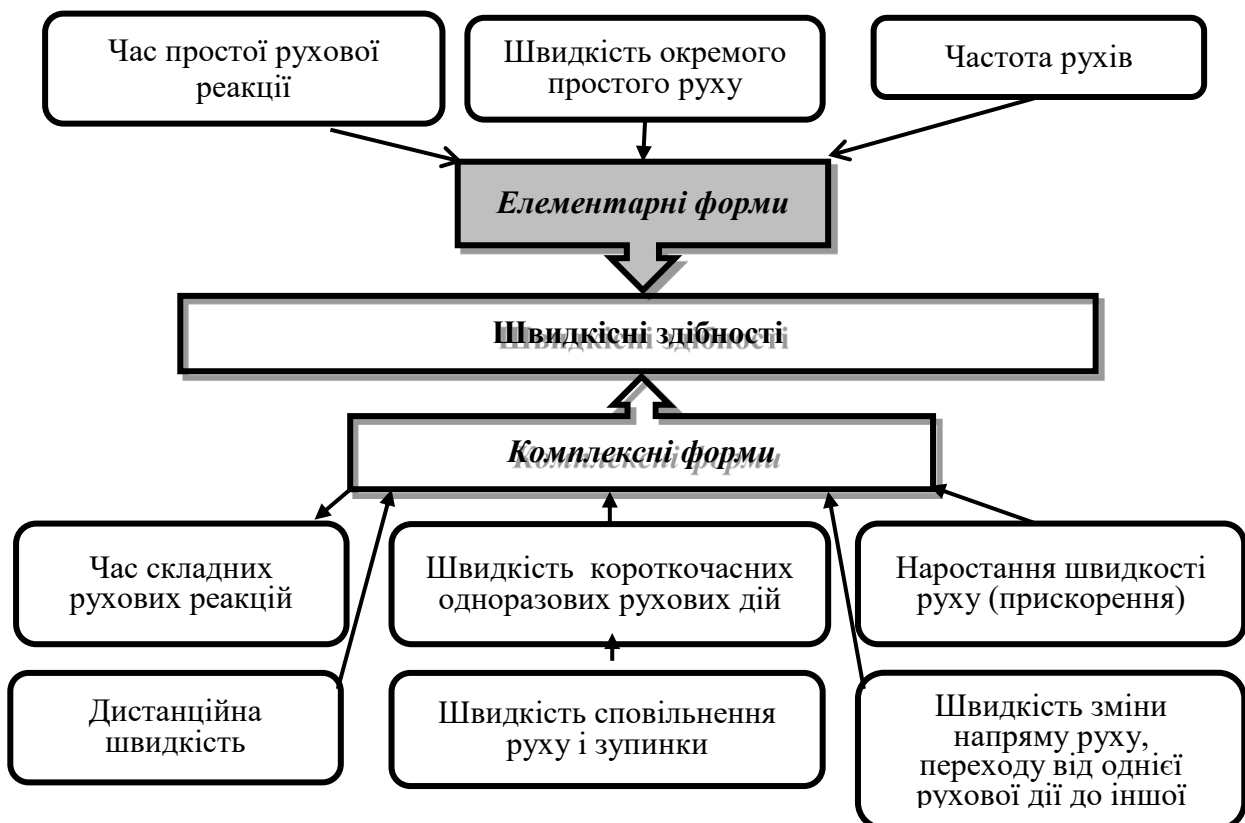 Час простої рухової
реакції
Швидкість окремого
простого руху
Частота рухів
Елементарні форми
Швидкісні здібності
Комплексні форми
Час складних
рухових реакцій
Швидкість короткочасних
одноразових рухових дій
Наростання швидкості
руху (прискорення)
Дистанційна
швидкість
Швидкість сповільнення
руху і зупинки
Швидкість зміни
напряму руху,
переходу від однієї
рухової дії до іншої